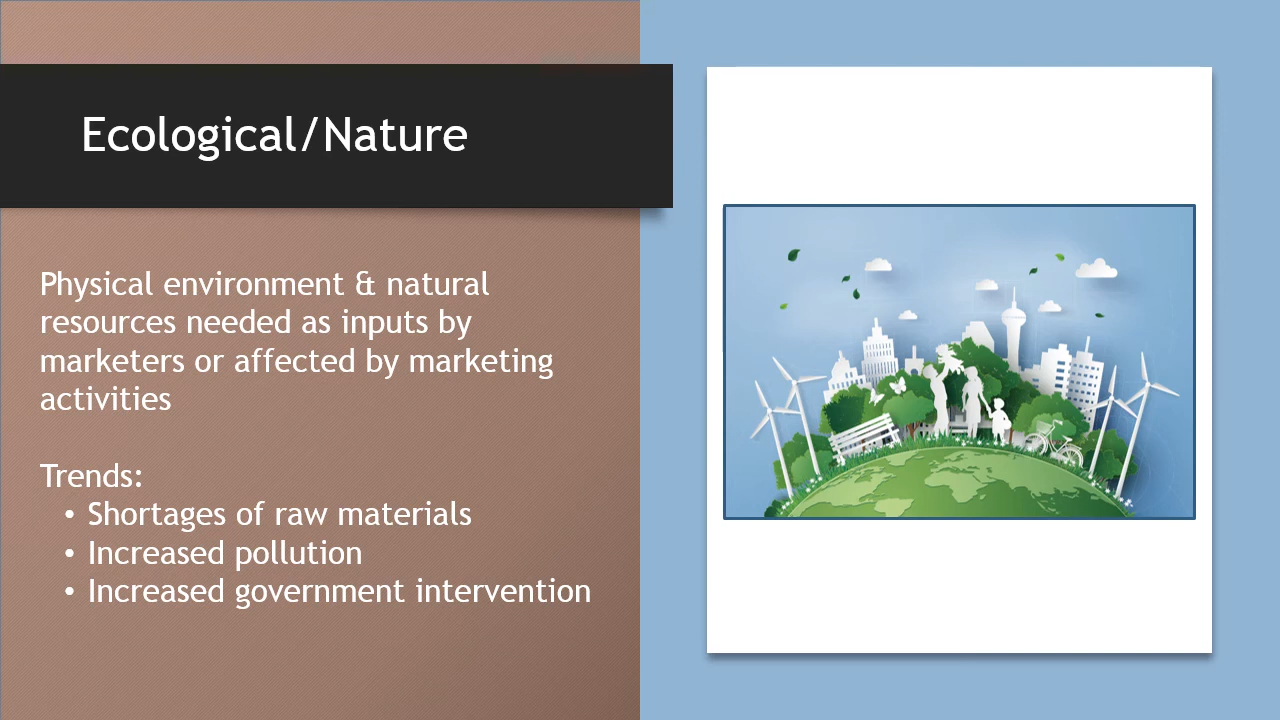 Ecological/Nature
Physical environment & natural
resources needed as inputs by
marketers or affected by marketing
activities
Trends:
• Shortages of raw materials
• Increased pollution
• Increased government intervention